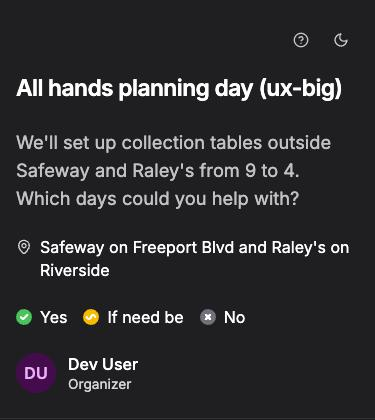 All hands planning day (ux-big)
We'll set up collection tables outside
Safeway and Raley's from 9 to 4.
Which days could you help with?
Safeway on Freeport Blvd and Raley's on
Riverside
Yes If need be No
DU Dev User
Organizer